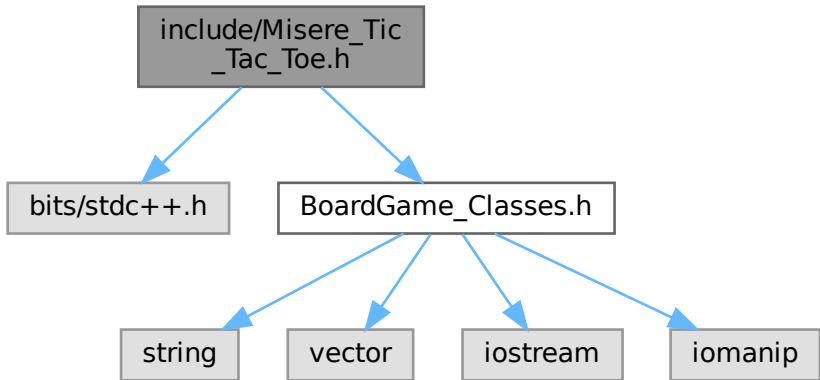 include/Misere_Tic
_Tac_Toe.h
bits/stdc++.h
BoardGame_Classes.h
string
vector
iostream
iomanip